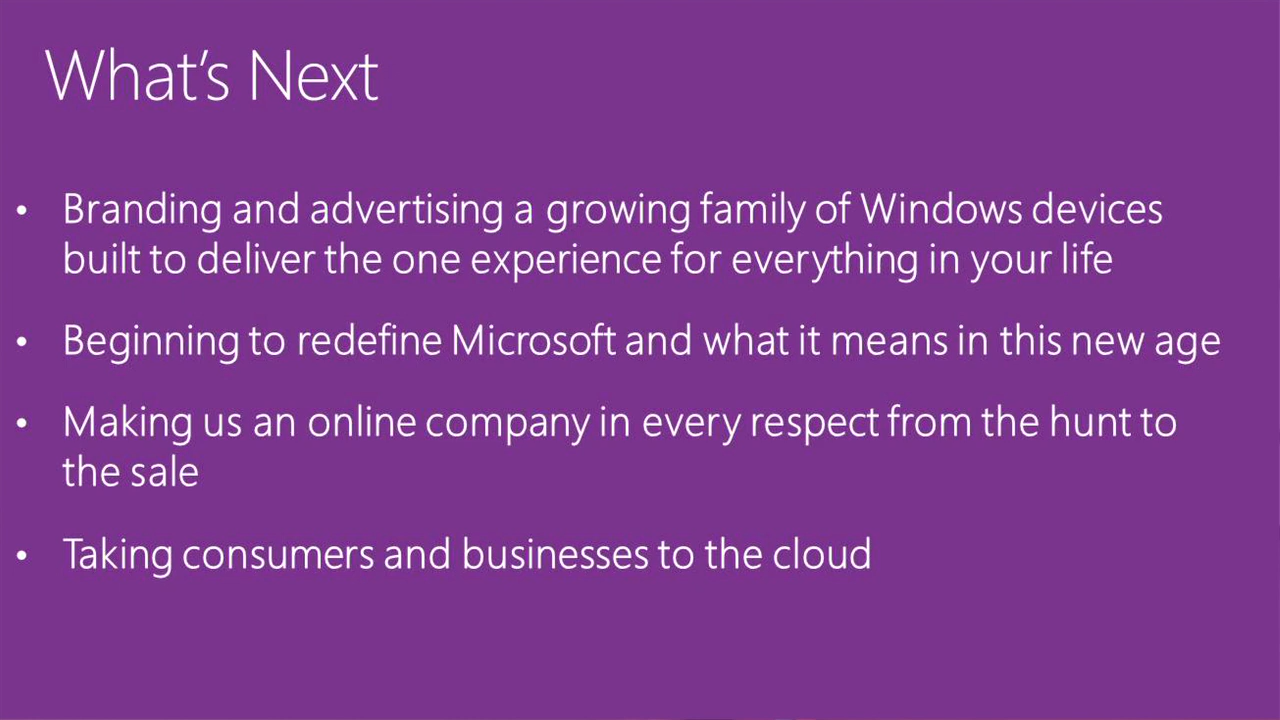 What's Next
• Branding and advertising a growing family of Windows devices
built to deliver the one experience for everything in your life
• Beginning to redefine Microsoft and what it means in this new age
• Making us an online company in every respect from the hunt to
the sale
• Taking consumers and businesses to the cloud